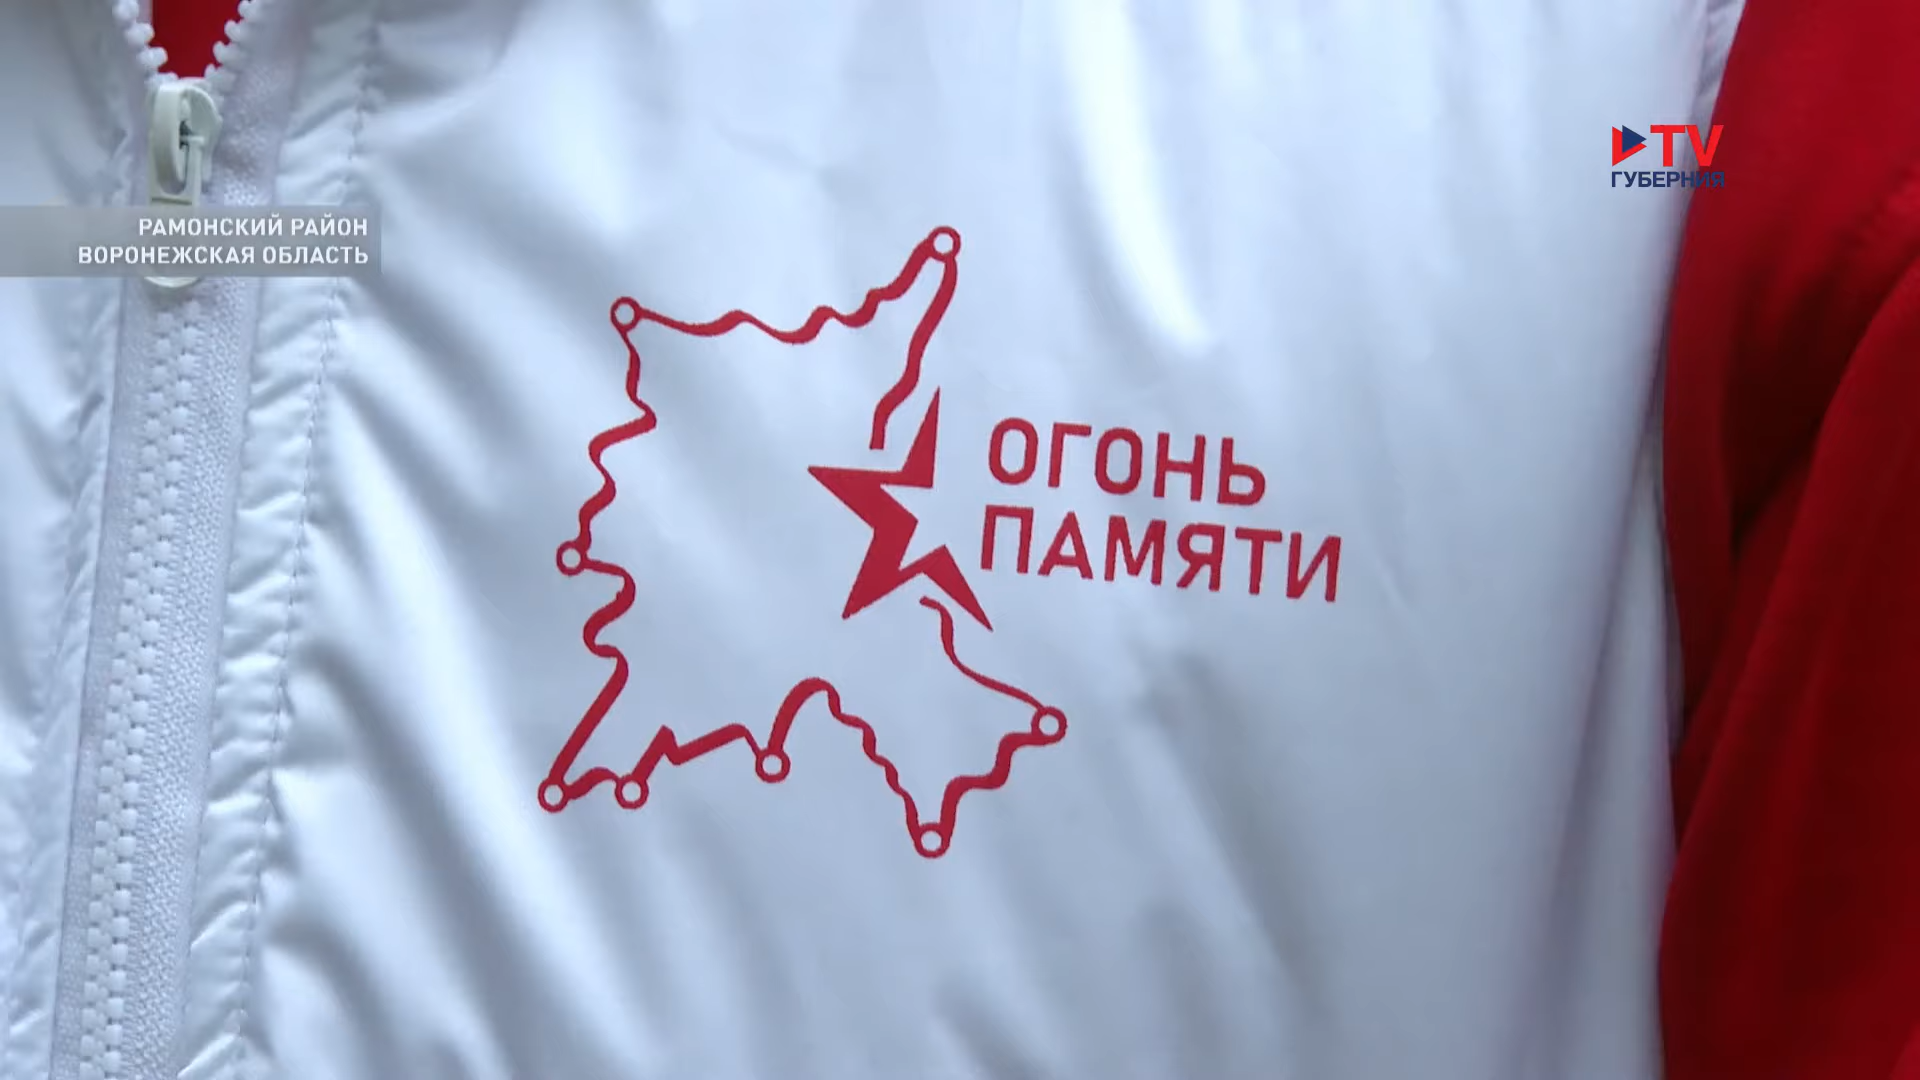 TV
ГУБЕРНИЯ
РАМОНСКИЙ РАЙОН
ВОРОНЕЖСКАЯ ОБЛАСТЬ
ОГОНЬ
ПАМЯТИ